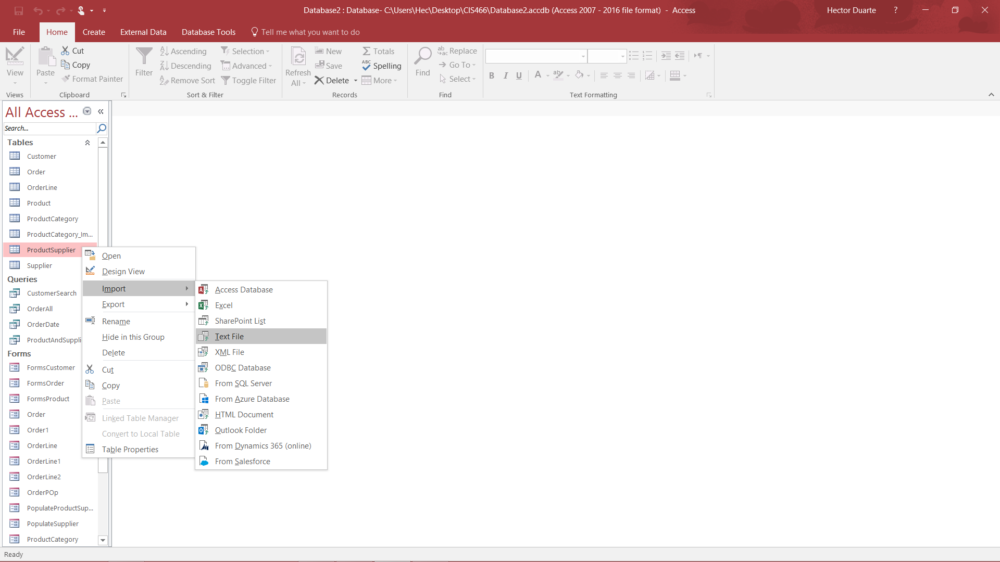 Database2 : Database- C:\Users\Hec\Desktop\CIS466\Database2.accdb (Access 2007 - 2016 file format) - Access
Hector Duarte
?
File
Home
Create
External Data
Database Tools
Tell me what you want to do
View
Views
Paste
Cut
Copy
Format Painter
Clipboard
Filter
Ascending
Descending
Remove Sort
Selection
Advanced
Toggle Filter
Sort & Filter
Refresh
All
New
Save
Delete
Totals
Spelling
More
Records
Find
Replace
Go To
Select
Find
B I U A
Text Formatting
All Access ...
Search...
Tables
Customer
Order
OrderLine
Product
ProductCategory
ProductCategory_Im...
ProductSupplier
Supplier
Queries
CustomerSearch
OrderAll
OrderDate
ProductAndSuppli
Forms
FormsCustomer
FormsOrder
FormsProduct
Order
Order1
OrderLine
OrderLine1
OrderLine2
OrderPOp
PopulateProductSup...
PopulateSupplier
ProductCategory
Open
Design View
Import
Export
Rename
Hide in this Group
Delete
Cut
Copy
Paste
Linked Table Manager
Convert to Local Table
Table Properties
Access Database
Excel
SharePoint List
Text File
XML File
ODBC Database
From SQL Server
From Azure Database
HTML Document
Outlook Folder
From Dynamics 365 (online)
From Salesforce
Ready